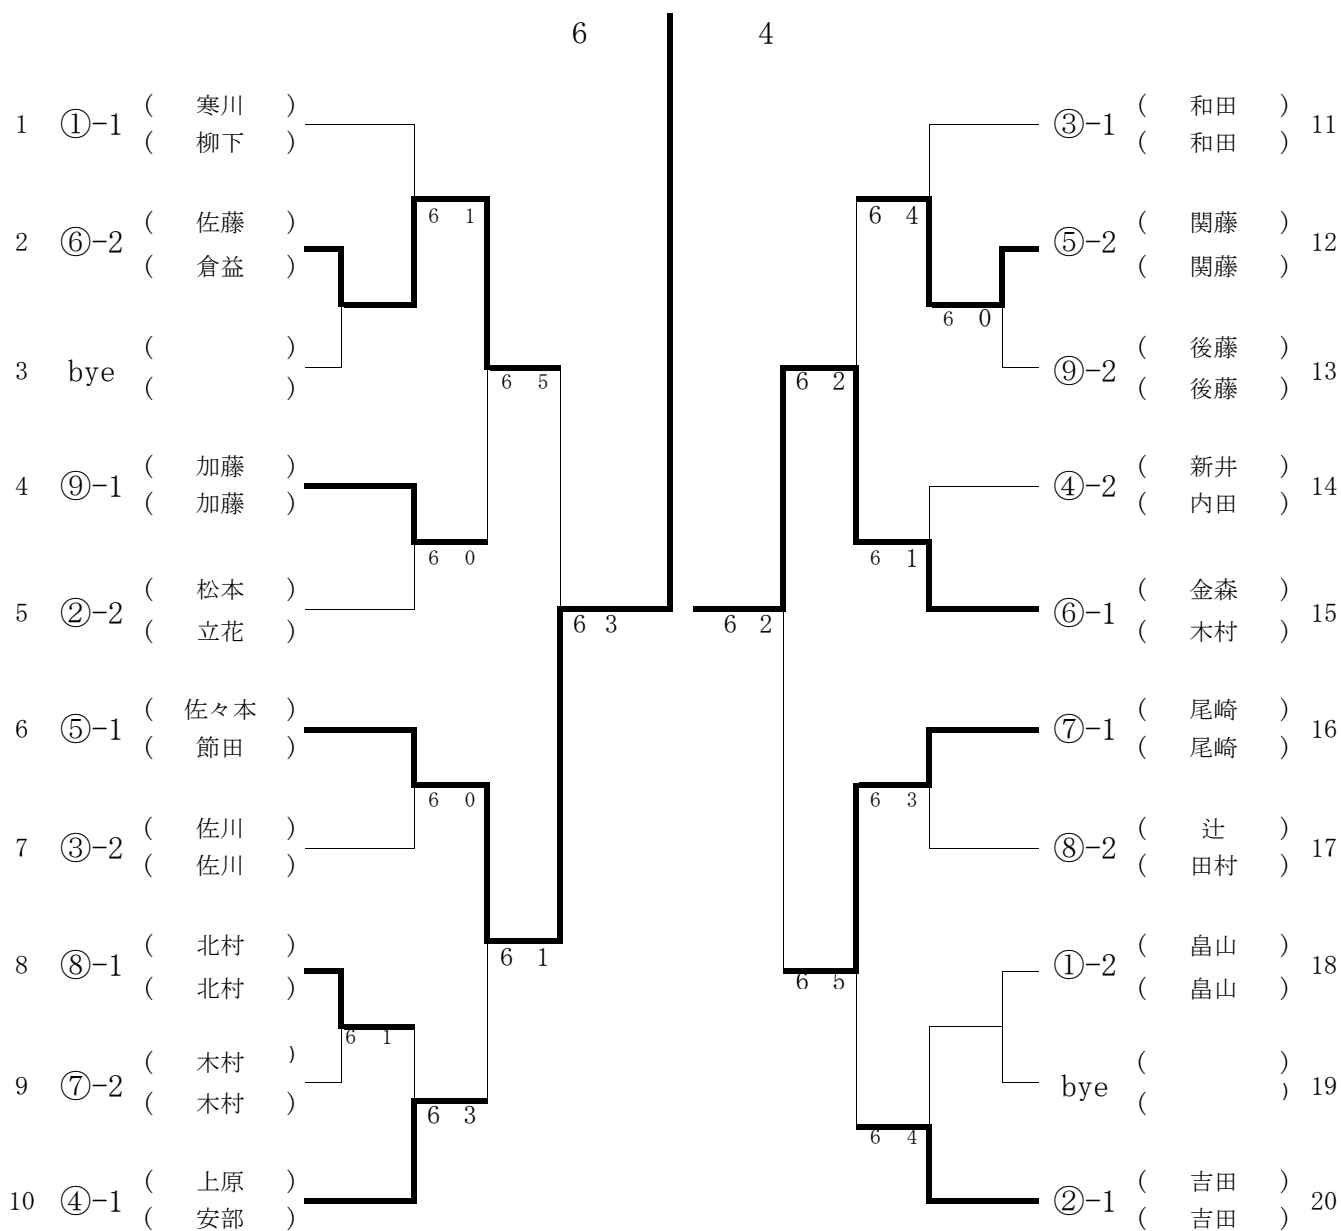 6 4
1 ①-1 ( 寒川 )
( 柳下 )
2 ⑥-2 ( 佐藤 )
( 倉益 )
3 bye ( )
( )
4 ⑨-1 ( 加藤 )
( 加藤 )
5 ②-2 ( 松本 )
( 立花 )
6 ⑤-1 ( 佐々本 )
( 節田 )
7 ③-2 ( 佐川 )
( 佐川 )
8 ⑧-1 ( 北村 )
( 北村 )
9 ⑦-2 ( 木村 )
( 木村 )
10 ④-1 ( 上原 )
( 安部 )
6 1
6 5
6 0
6 3
6 0
6 1
6 1
6 3
③-1 ( 和田 ) 11
( 和田 )
⑤-2 ( 関藤 ) 12
( 関藤 )
⑨-2 ( 後藤 ) 13
( 後藤 )
④-2 ( 新井 ) 14
( 内田 )
⑥-1 ( 金森 ) 15
( 木村 )
⑦-1 ( 尾崎 ) 16
( 尾崎 )
⑧-2 ( 辻 ) 17
( 田村 )
①-2 ( 畠山 ) 18
( 畠山 )
bye ( ) 19
( )
②-1 ( 吉田 ) 20
( 吉田 )
6 4
6 0
6 2
6 1
6 2
6 3
6 5
6 4